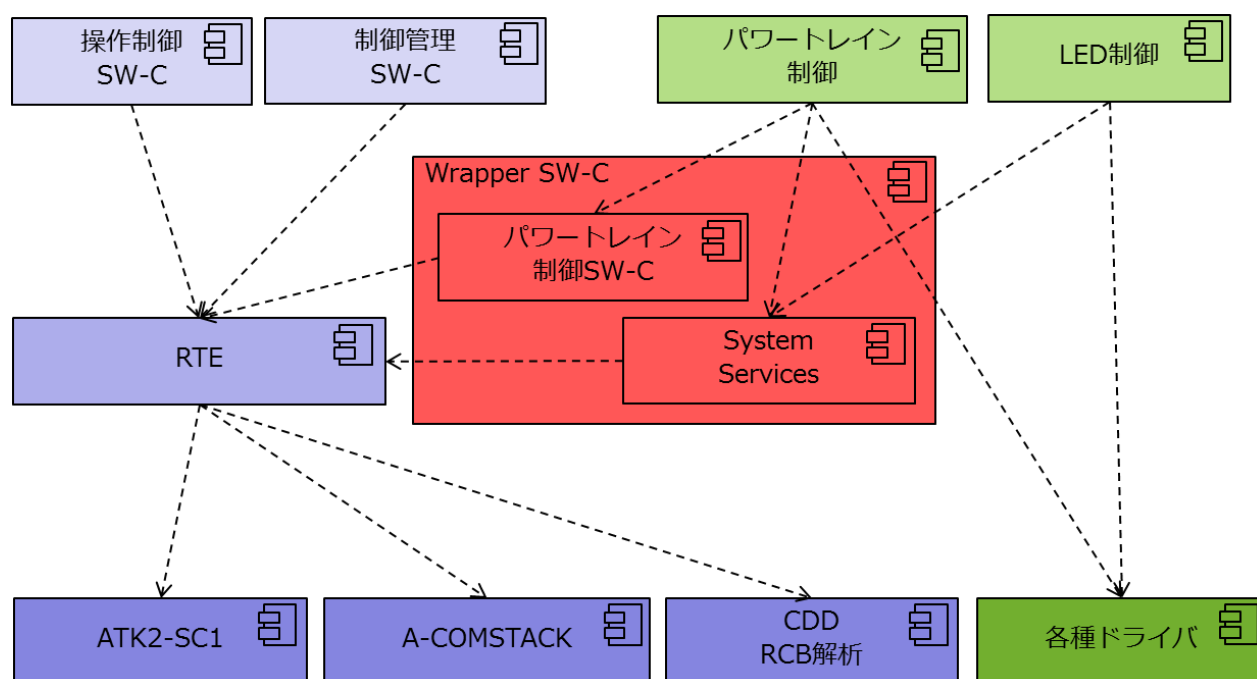 操作制御
SW-C
制御管理
SW-C
パワートレイン
制御
LED制御
Wrapper SW-C
パワートレイン
制御SW-C
RTE
System
Services
ATK2-SC1
A-COMSTACK
CDD
RCB解析
各種ドライバ